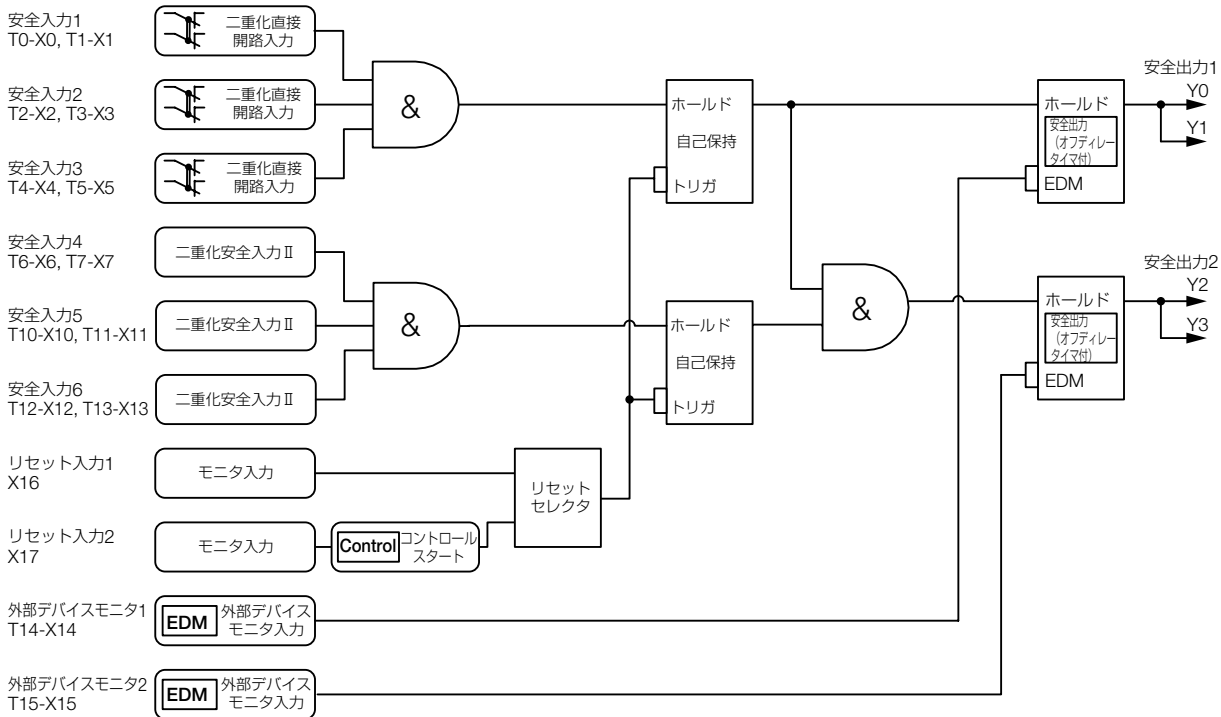 安全入力1
T0-X0, T1-X1
二重化直接
開路入力
安全入力2
T2-X2, T3-X3
二重化直接
開路入力
安全入力3
T4-X4, T5-X5
二重化直接
開路入力
&
ホールド
自己保持
トリガ
ホールド
安全出力
(オフディレー
タイマ付)
EDM
安全出力1
Y0
Y1
安全入力4
T6-X6, T7-X7
二重化安全入力Ⅱ
安全入力5
T10-X10, T11-X11
二重化安全入力Ⅱ
安全入力6
T12-X12, T13-X13
二重化安全入力Ⅱ
&
ホールド
自己保持
トリガ
&
ホールド
安全出力
(オフディレー
タイマ付)
EDM
安全出力2
Y2
Y3
リセット入力1
X16
モニタ入力
リセット
セレクタ
リセット入力2
X17
モニタ入力
Control
コントロール
スタート
外部デバイスモニタ1
T14-X14
EDM
外部デバイス
モニタ入力
外部デバイスモニタ2
T15-X15
EDM
外部デバイス
モニタ入力